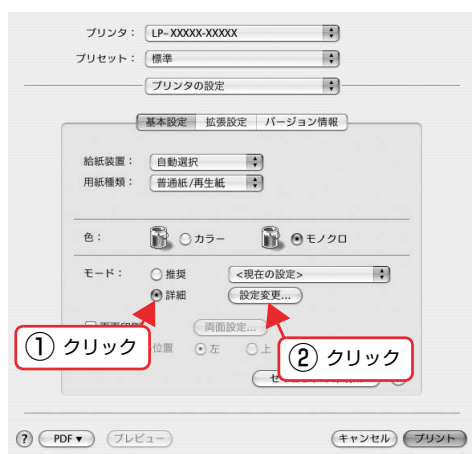 プリンタ： LP-XXXXX-XXXXX
プリセット： 標準
プリンタの設定
基本設定 拡張設定 バージョン情報
給紙装置： 自動選択
用紙種類： 普通紙/再生紙
色： カラー モノクロ
モード： 推奨 <現在の設定>
詳細 設定変更...
両面設定...
① クリック
位置 左 上
② クリック
? PDF▼ プレビュー キャンセル プリント